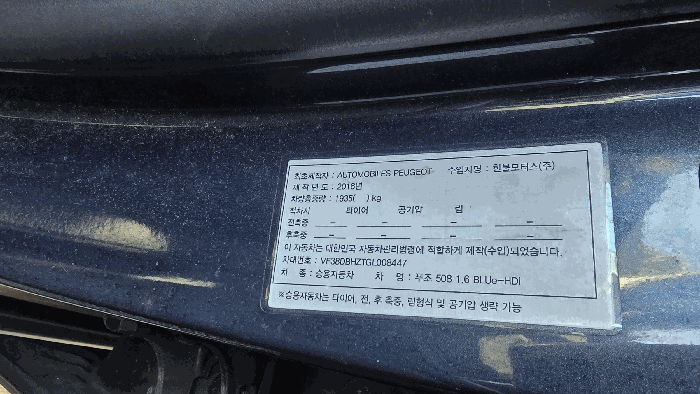 최초제작자 : AUTOMOBILES PEUGEOT 수입자명 : 한불모터스(주)
제 작 년 도 : 2016년
차량총중량 : 1935( ) kg
적차시 타이어 공기압 림
전축중 - - - -
후축중 - - - -
이 자동차는 대한민국 자동차관리법령에 적합하게 제작(수입)되었습니다.
차대번호 : VF38DBHZTGL008447
차 종 : 승용자동차 차 명 : 푸조 508 1.6 BLUe-HDi
※승용자동차는 타이어, 전, 후 축중, 림형식 및 공기압 생략 가능